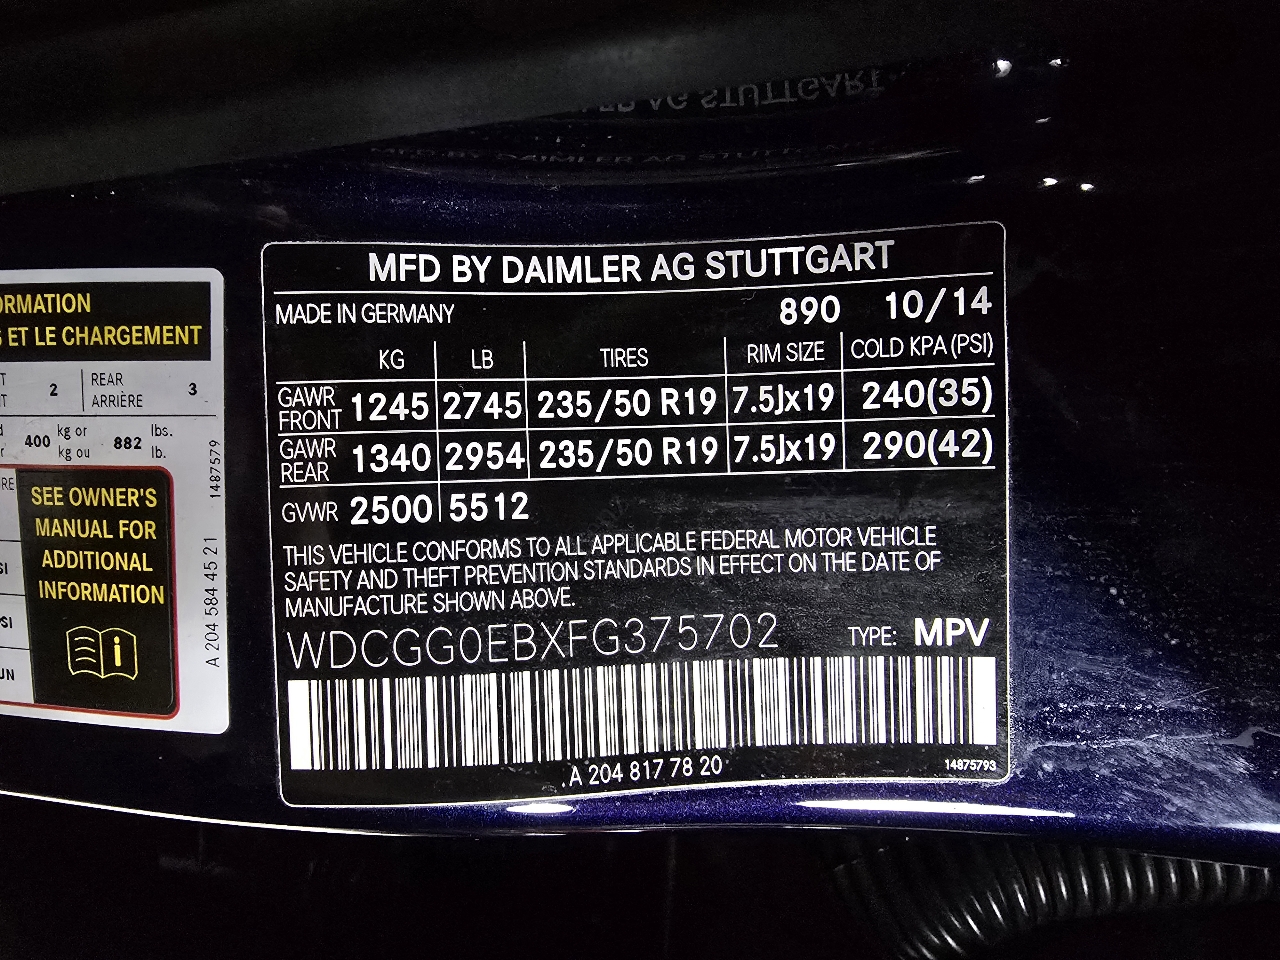 ORMATION
S ET LE CHARGEMENT
T 2 REAR 3
T ARRIÈRE
400 kg or 882 lbs.
kg ou lb.
RE
SEE OWNER'S
MANUAL FOR
ADDITIONAL
INFORMATION
i
SI
PSI
UN
A 204 584 45 21 1487579
MFD BY DAIMLER AG STUTTGART
MADE IN GERMANY 890 10/14
KG LB TIRES RIM SIZE COLD KPA (PSI)
GAWR FRONT 1245 2745 235/50 R19 7.5Jx19 240(35)
GAWR REAR 1340 2954 235/50 R19 7.5Jx19 290(42)
GVWR 2500 5512
THIS VEHICLE CONFORMS TO ALL APPLICABLE FEDERAL MOTOR VEHICLE
SAFETY AND THEFT PREVENTION STANDARDS IN EFFECT ON THE DATE OF
MANUFACTURE SHOWN ABOVE.
WDCGG0EBXFG375702 TYPE: MPV
A 204 817 78 20 14875793